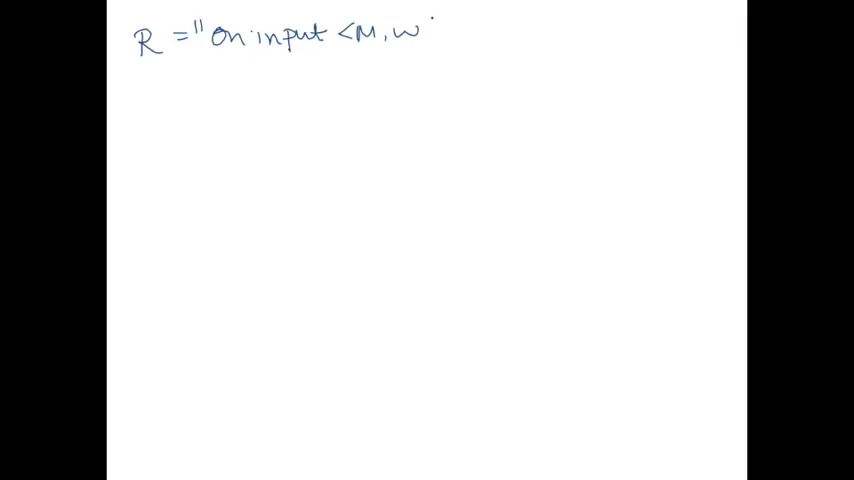 R = " On input <M, w